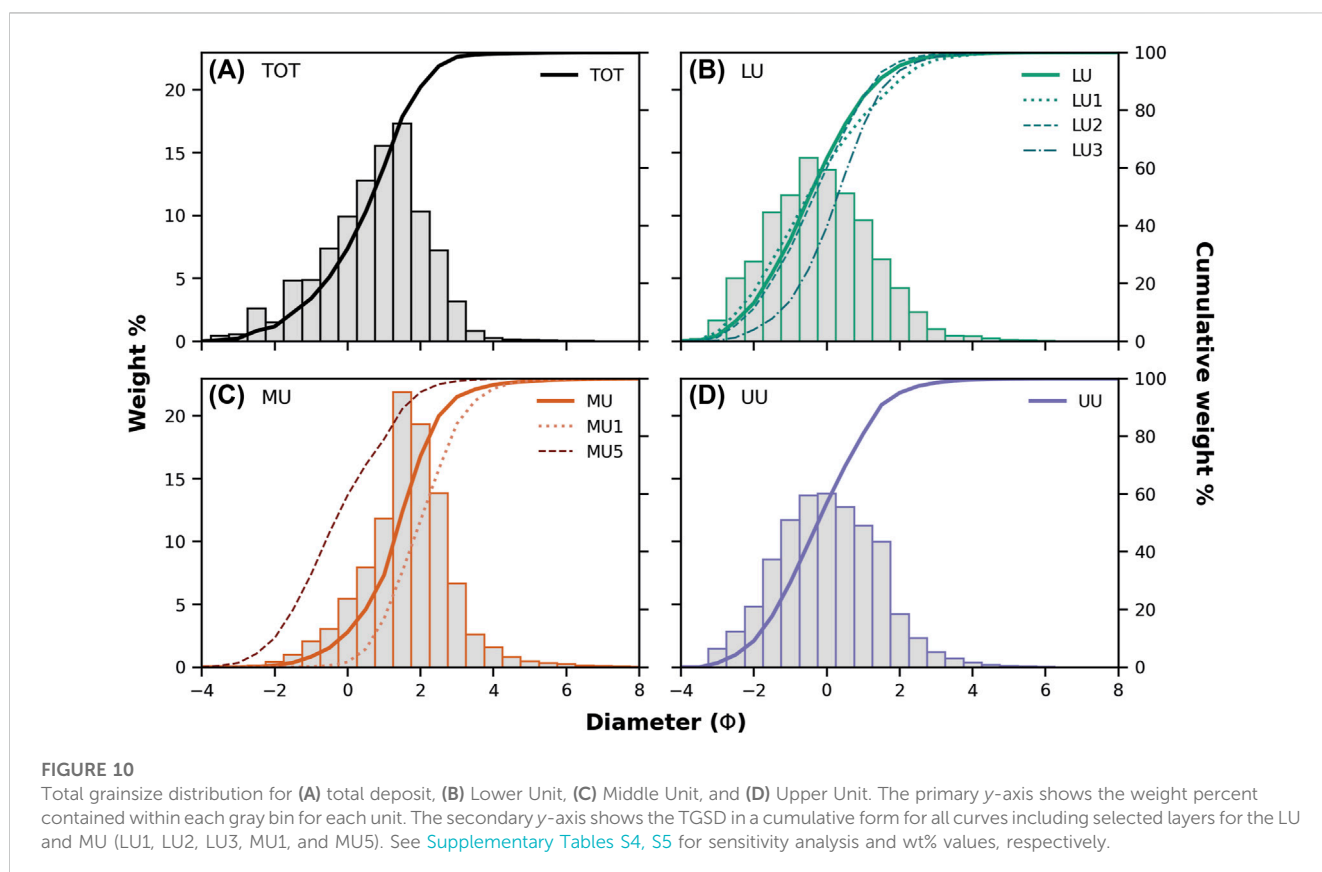 (A) TOT
TOT
20
15
10
5
0
(B) LU
LU
LU1
LU2
LU3
100
80
60
40
20
0
(C) MU
MU
MU1
MU5
20
15
10
5
0
−4 −2 0 2 4 6 8
(D) UU
UU
100
80
60
40
20
0
−4 −2 0 2 4 6 8
Weight %
Cumulative weight %
Diameter (Φ)
FIGURE 10
Total grainsize distribution for (A) total deposit, (B) Lower Unit, (C) Middle Unit, and (D) Upper Unit. The primary y-axis shows the weight percent
contained within each gray bin for each unit. The secondary y-axis shows the TGSD in a cumulative form for all curves including selected layers for the LU
and MU (LU1, LU2, LU3, MU1, and MU5). See Supplementary Tables S4, S5 for sensitivity analysis and wt% values, respectively.